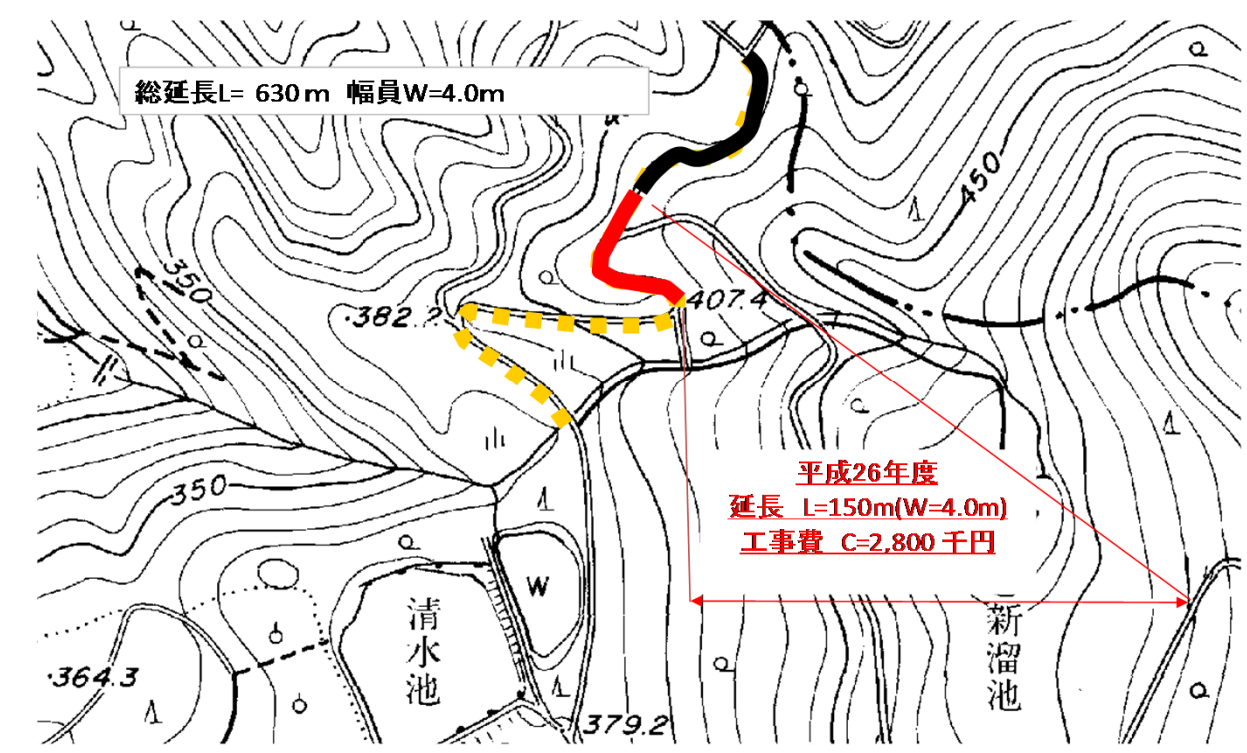 総延長L= 630ｍ 幅員W=4.0m
450
350
407.4
382.2
平成26年度
延長 L=150m(W=4.0m)
工事費 C=2,800 千円
350
W
清水池
新溜池
364.3
379.2